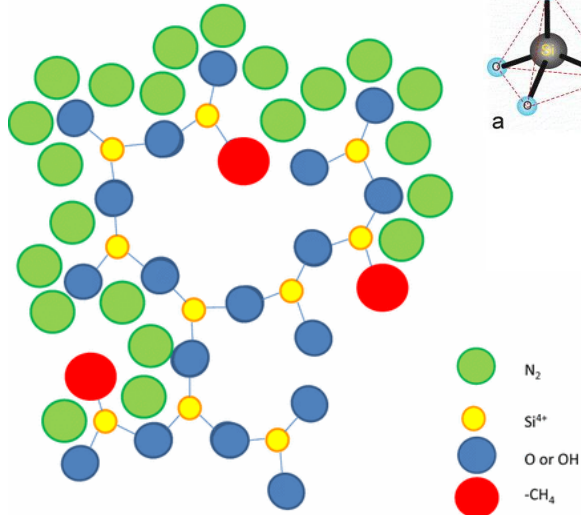 Si
O
O
a
N₂
Si⁴⁺
O or OH
-CH₄